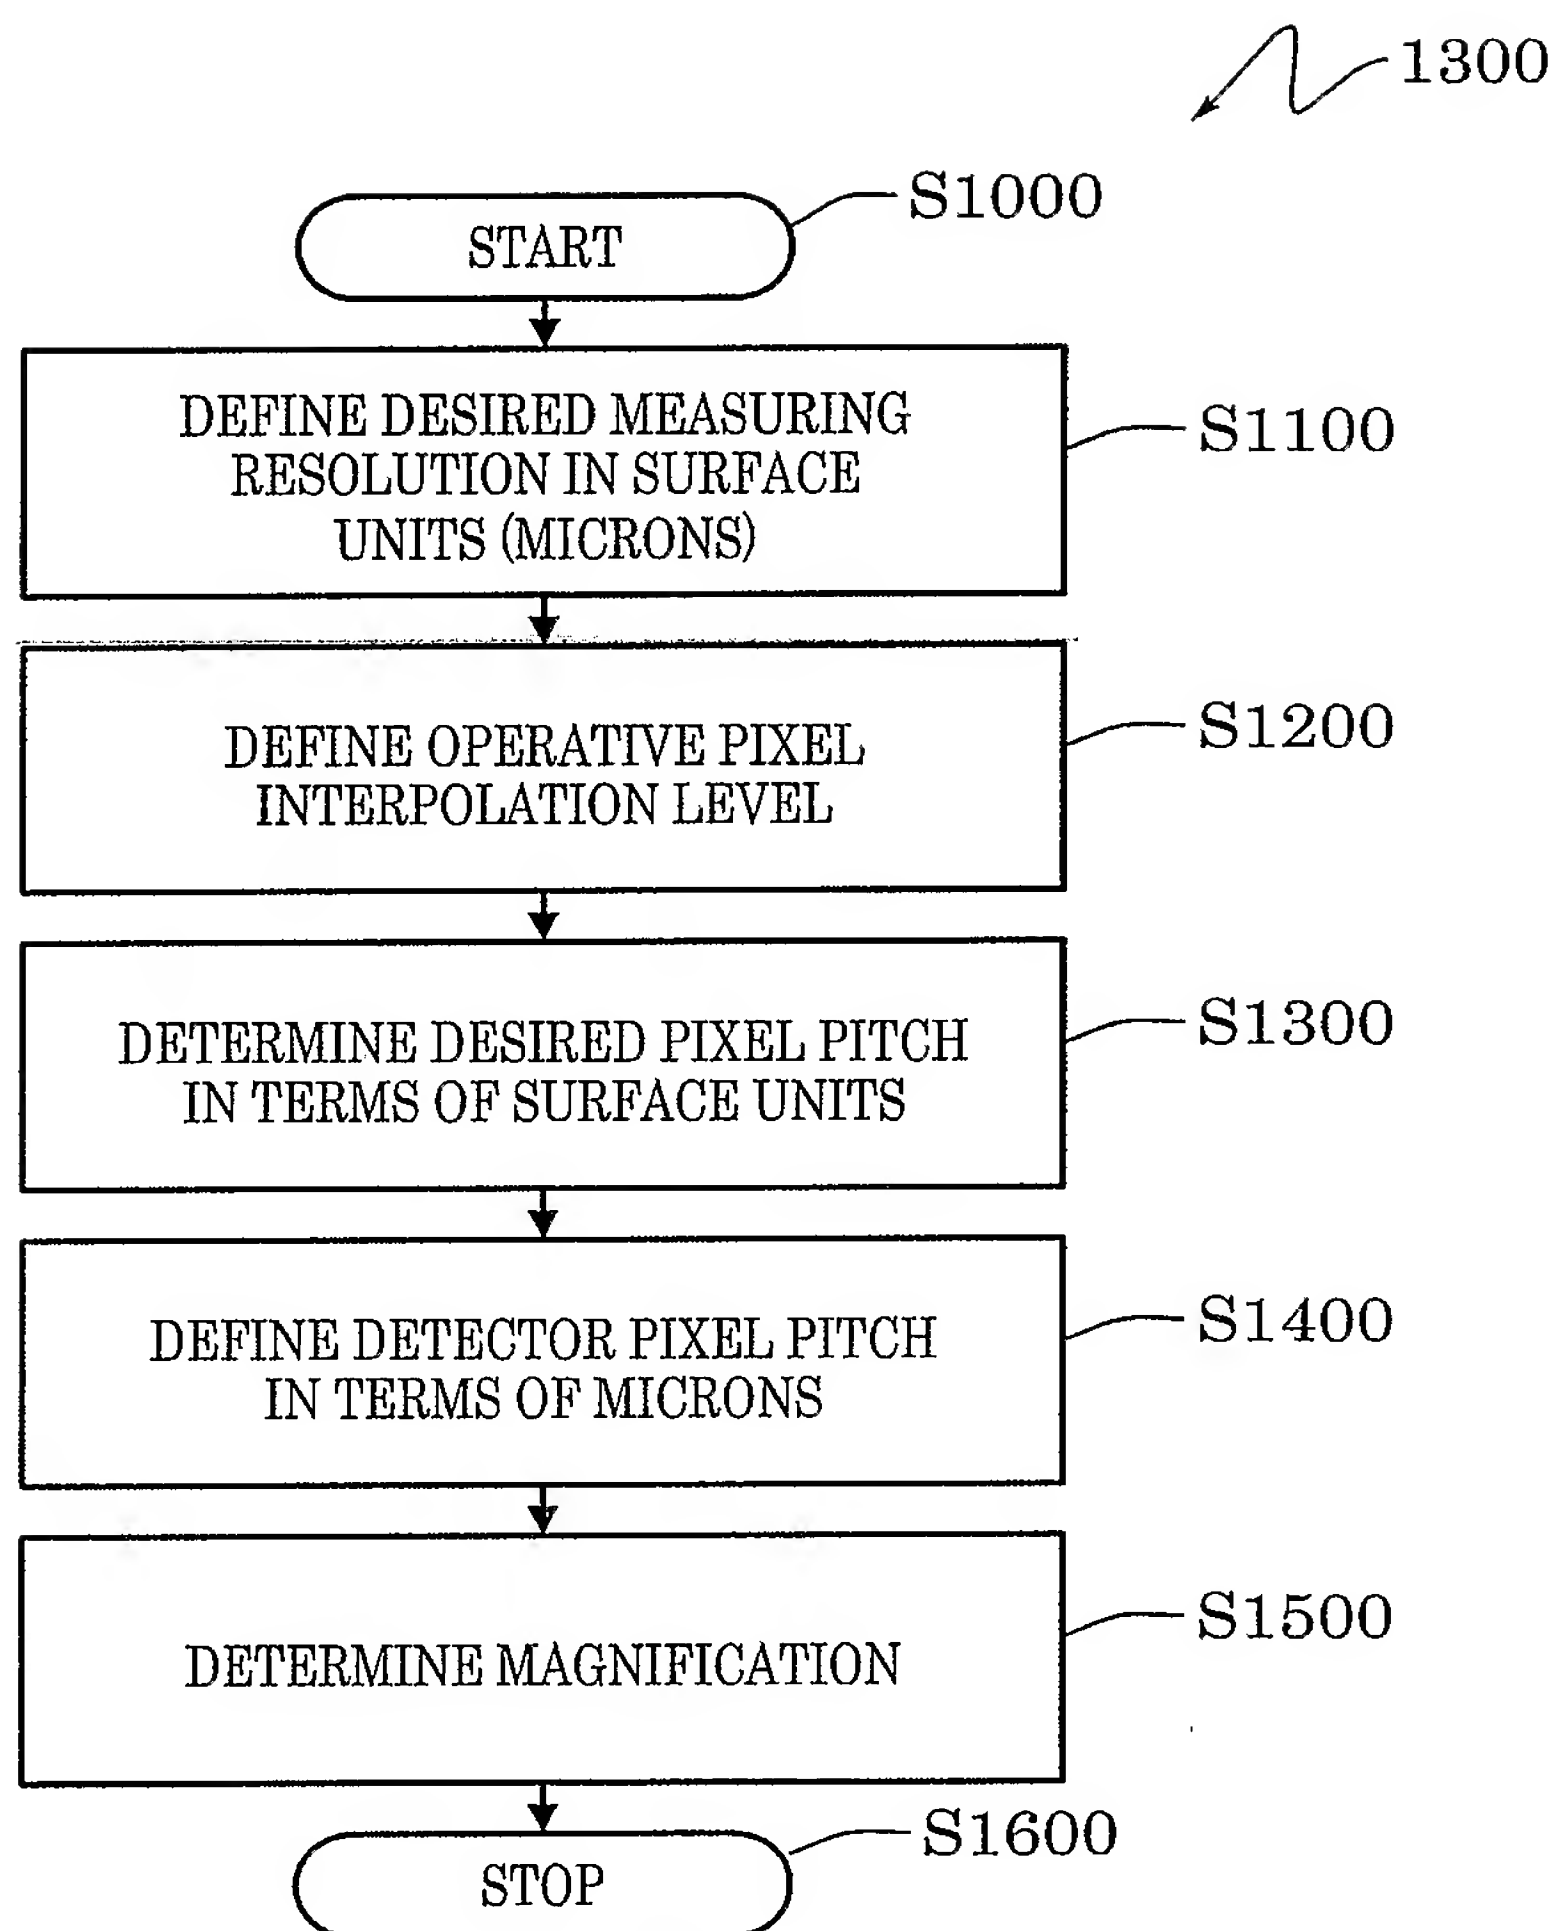 1300
S1000
START
DEFINE DESIRED MEASURING
RESOLUTION IN SURFACE
UNITS (MICRONS)
S1100
DEFINE OPERATIVE PIXEL
INTERPOLATION LEVEL
S1200
DETERMINE DESIRED PIXEL PITCH
IN TERMS OF SURFACE UNITS
S1300
DEFINE DETECTOR PIXEL PITCH
IN TERMS OF MICRONS
S1400
DETERMINE MAGNIFICATION
S1500
S1600
STOP